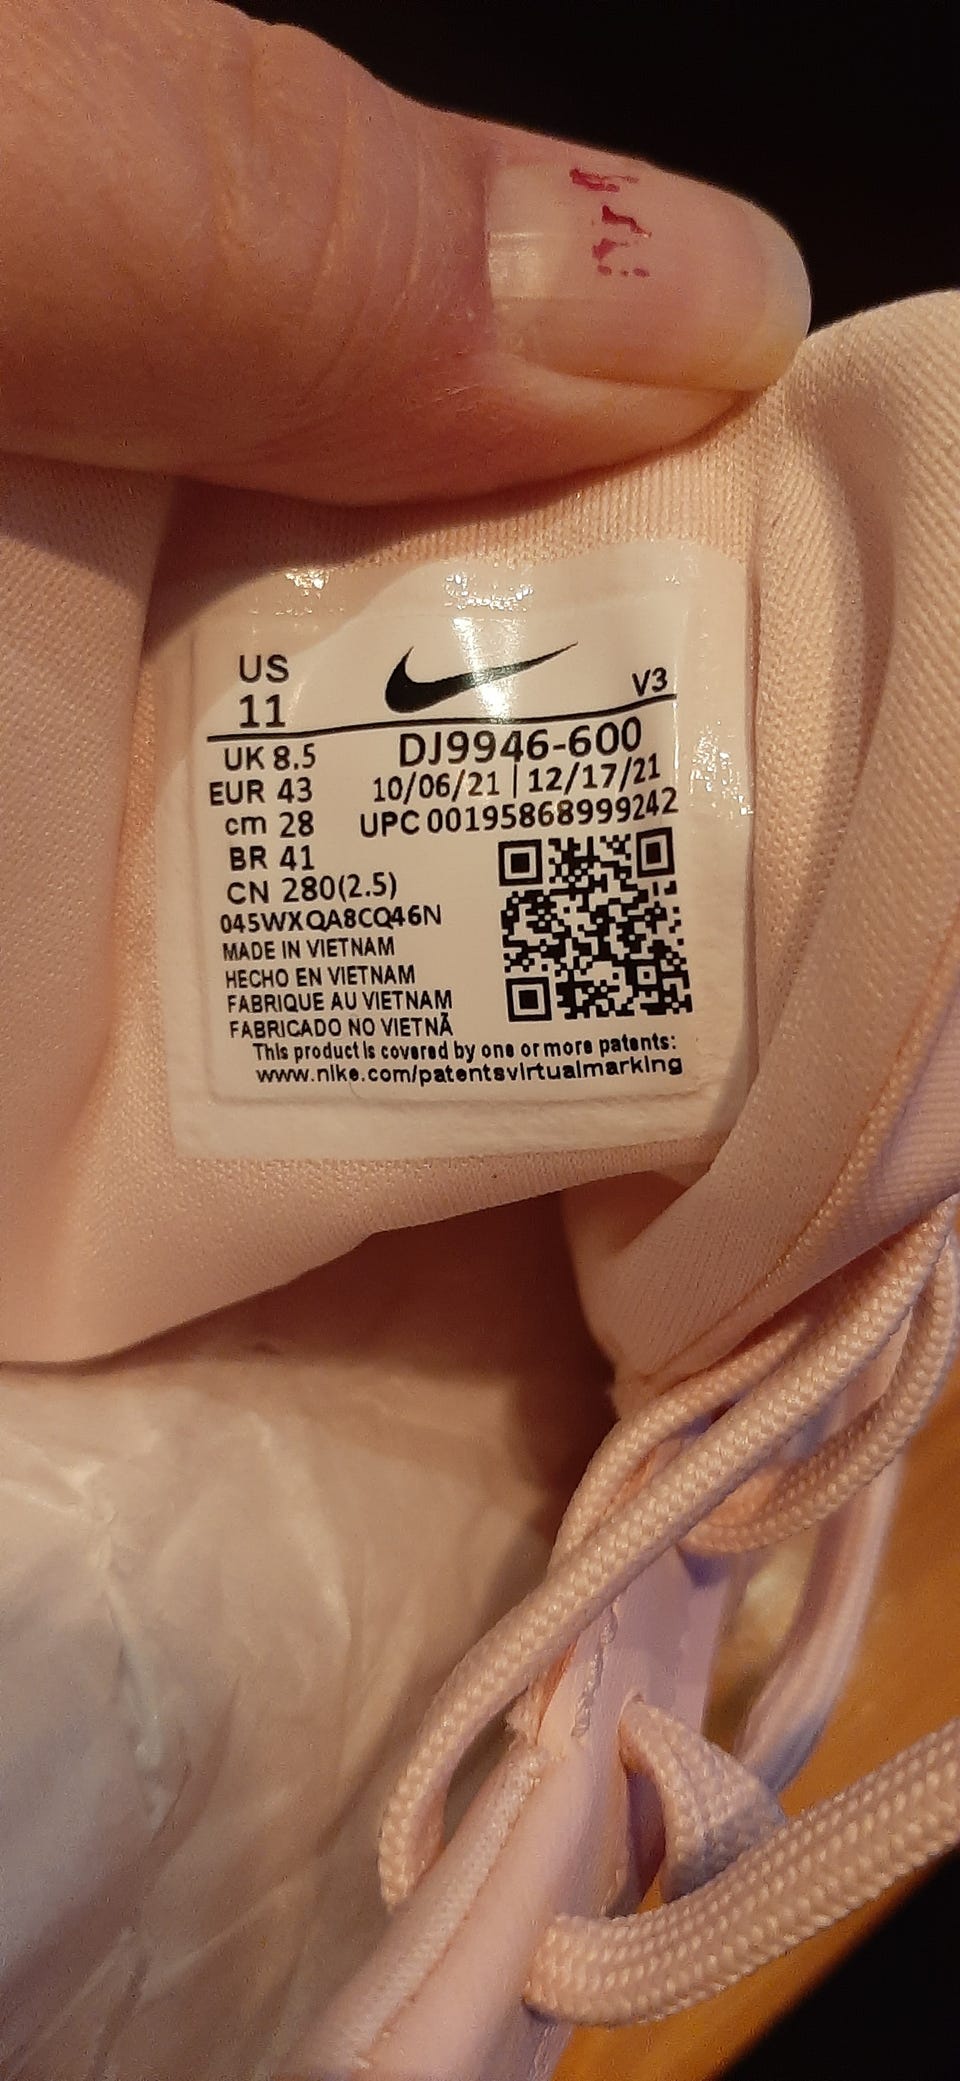 US
11
V3
UK 8.5
DJ9946-600
EUR 43
10/06/21 | 12/17/21
cm 28
UPC 00195868999242
BR 41
CN 280(2.5)
045WXQA8CQ46N
MADE IN VIETNAM
HECHO EN VIETNAM
FABRIQUE AU VIETNAM
FABRICADO NO VIETNÃ
This product is covered by one or more patents:
www.nike.com/patentsvirtualmarking